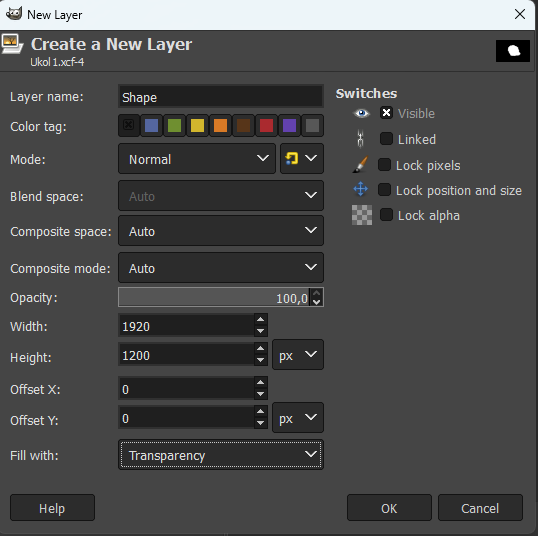 New Layer
Create a New Layer
Ukol1.xcf-4
Layer name: Shape
Color tag:
Mode: Normal
Blend space: Auto
Composite space: Auto
Composite mode: Auto
Opacity: 100,0
Width: 1920
Height: 1200 px
Offset X: 0
Offset Y: 0 px
Fill with: Transparency
Switches
Visible
Linked
Lock pixels
Lock position and size
Lock alpha
Help OK Cancel